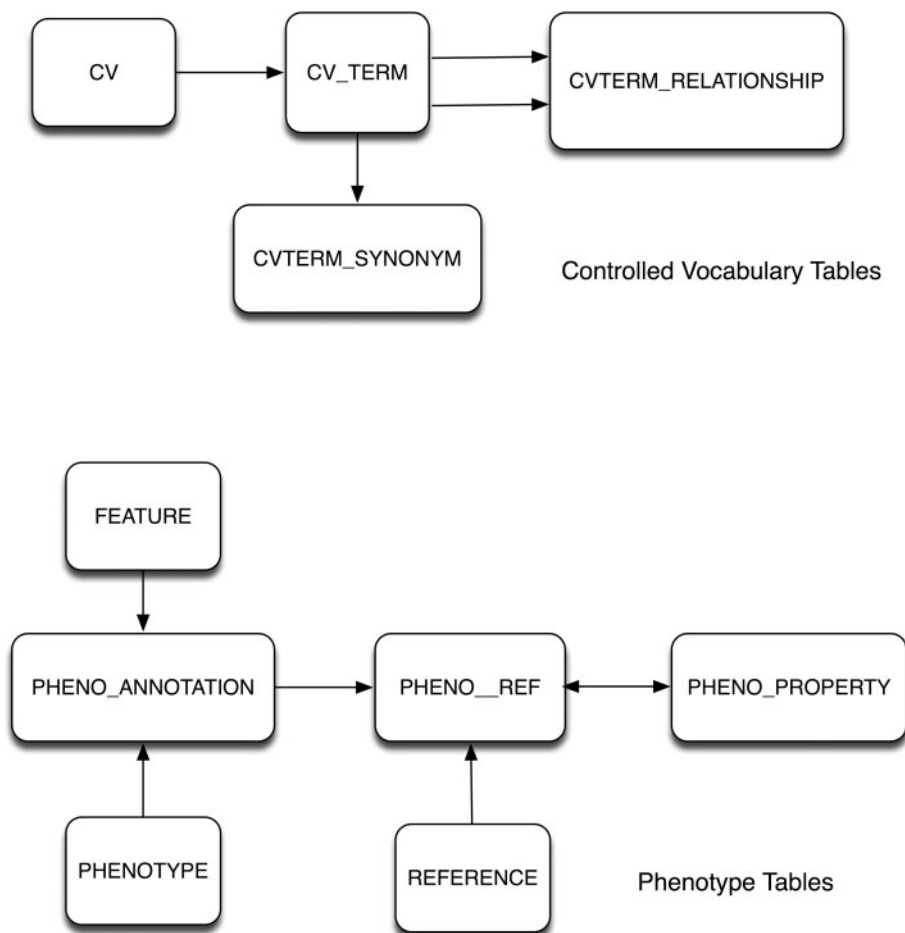 CV
CV_TERM
CVTERM_RELATIONSHIP
CVTERM_SYNONYM
Controlled Vocabulary Tables
FEATURE
PHENO_ANNOTATION
PHENO__REF
PHENO_PROPERTY
PHENOTYPE
REFERENCE
Phenotype Tables